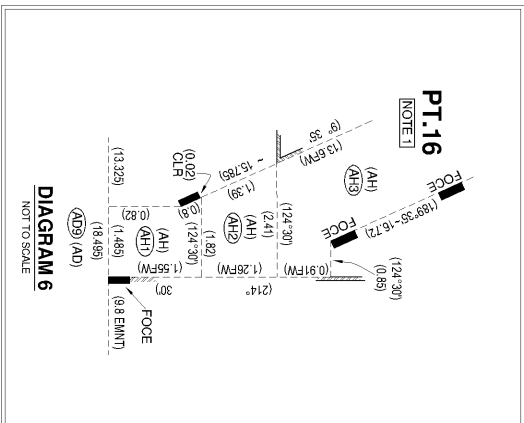 PT.16
NOTE 1
(9° 35' ~ 15.785)
(13.6FW)
(1.39)
(AH)
AH3
FOCE
(189°35'~16.72)
FOCE
(124°30')
(0.85)
(0.02)
CLR
(0.8)
(0.82)
(AH)
AH1
(124°30')
(1.82)
(AH)
AH2
(2.41)
(124°30')
(13.325)
(1.485)
(1.55FW)
(1.26FW)
(0.91FW)
(214° 30')
AD9 (AD)
(18.495)
(9.8 EMNT)
FOCE
DIAGRAM 6
NOT TO SCALE